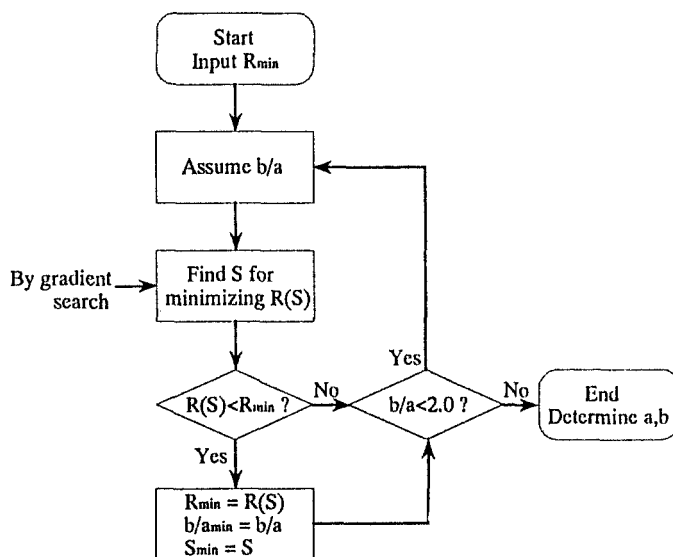 Start
Input Rmin
Assume b/a
By gradient
search
Find S for
minimizing R(S)
Yes
R(S)<Rmin ?
No
b/a<2.0 ?
No
End
Determine a,b
Yes
Rmin = R(S)
b/amin = b/a
Smin = S